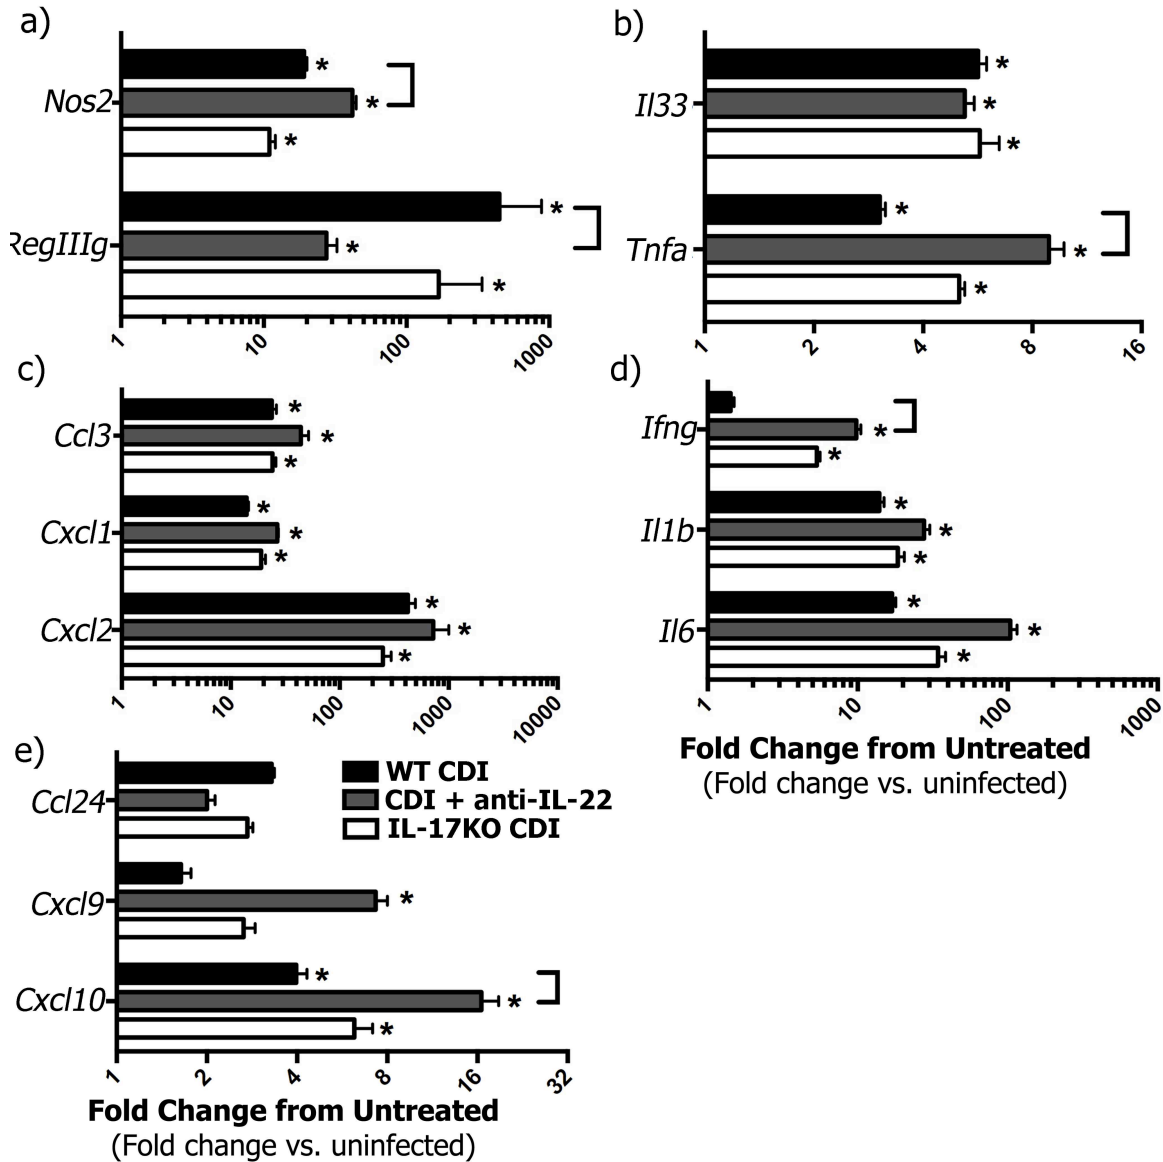 a)
Nos2
*
*
*
RegIIIg
*
*
*
1 10 100 1000
b)
Il33
*
*
*
Tnfa
*
*
*
1 2 4 8 16
c)
Ccl3
*
*
*
Cxcl1
*
*
*
Cxcl2
*
*
*
1 10 100 1000 10000
d)
Ifng
*
*
Il1b
*
*
*
Il6
*
*
*
1 10 100 1000
Fold Change from Untreated
(Fold change vs. uninfected)
e)
WT CDI
CDI + anti-IL-22
IL-17KO CDI
Ccl24
Cxcl9
*
Cxcl10
*
*
*
1 2 4 8 16 32
Fold Change from Untreated
(Fold change vs. uninfected)